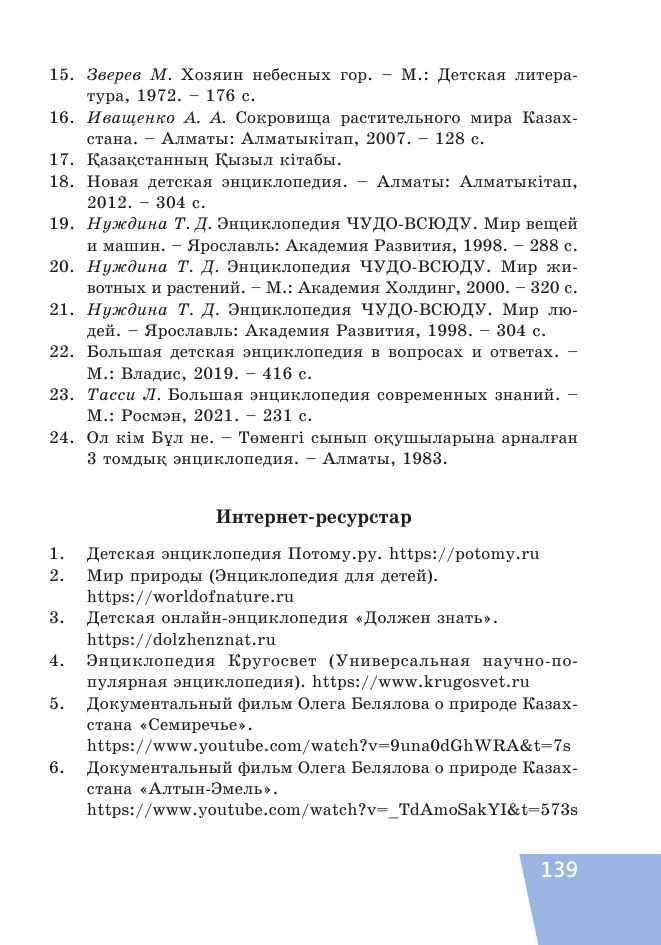 15. Зверев М. Хозяин небесных гор. – М.: Детская литера-
тура, 1972. – 176 с.
16. Иващенко А. А. Сокровища растительного мира Казах-
стана. – Алматы: Алматыкітап, 2007. – 128 с.
17. Қазақстанның Қызыл кітабы.
18. Новая детская энциклопедия. – Алматы: Алматыкітап,
2012. – 304 с.
19. Нуждина Т. Д. Энциклопедия ЧУДО-ВСЮДУ. Мир вещей
и машин. – Ярославль: Академия Развития, 1998. – 288 с.
20. Нуждина Т. Д. Энциклопедия ЧУДО-ВСЮДУ. Мир жи-
вотных и растений. – М.: Академия Холдинг, 2000. – 320 с.
21. Нуждина Т. Д. Энциклопедия ЧУДО-ВСЮДУ. Мир лю-
дей. – Ярославль: Академия Развития, 1998. – 304 с.
22. Большая детская энциклопедия в вопросах и ответах. –
М.: Владис, 2019. – 416 с.
23. Тасси Л. Большая энциклопедия современных знаний. –
М.: Росмэн, 2021. – 231 с.
24. Ол кім Бұл не. – Төменгі сынып оқушыларына арналған
3 томдық энциклопедия. – Алматы, 1983.
Интернет-ресурстар
1. Детская энциклопедия Потому.ру. https://potomy.ru
2. Мир природы (Энциклопедия для детей).
https://worldofnature.ru
3. Детская онлайн-энциклопедия «Должен знать».
https://dolzhenznat.ru
4. Энциклопедия Кругосвет (Универсальная научно-по-
пулярная энциклопедия). https://www.krugosvet.ru
5. Документальный фильм Олега Белялова о природе Казах-
стана «Семиречье».
https://www.youtube.com/watch?v=9una0dGhWRA&t=7s
6. Документальный фильм Олега Белялова о природе Казах-
стана «Алтын-Эмель».
https://www.youtube.com/watch?v=_TdAmoSakYI&t=573s
139